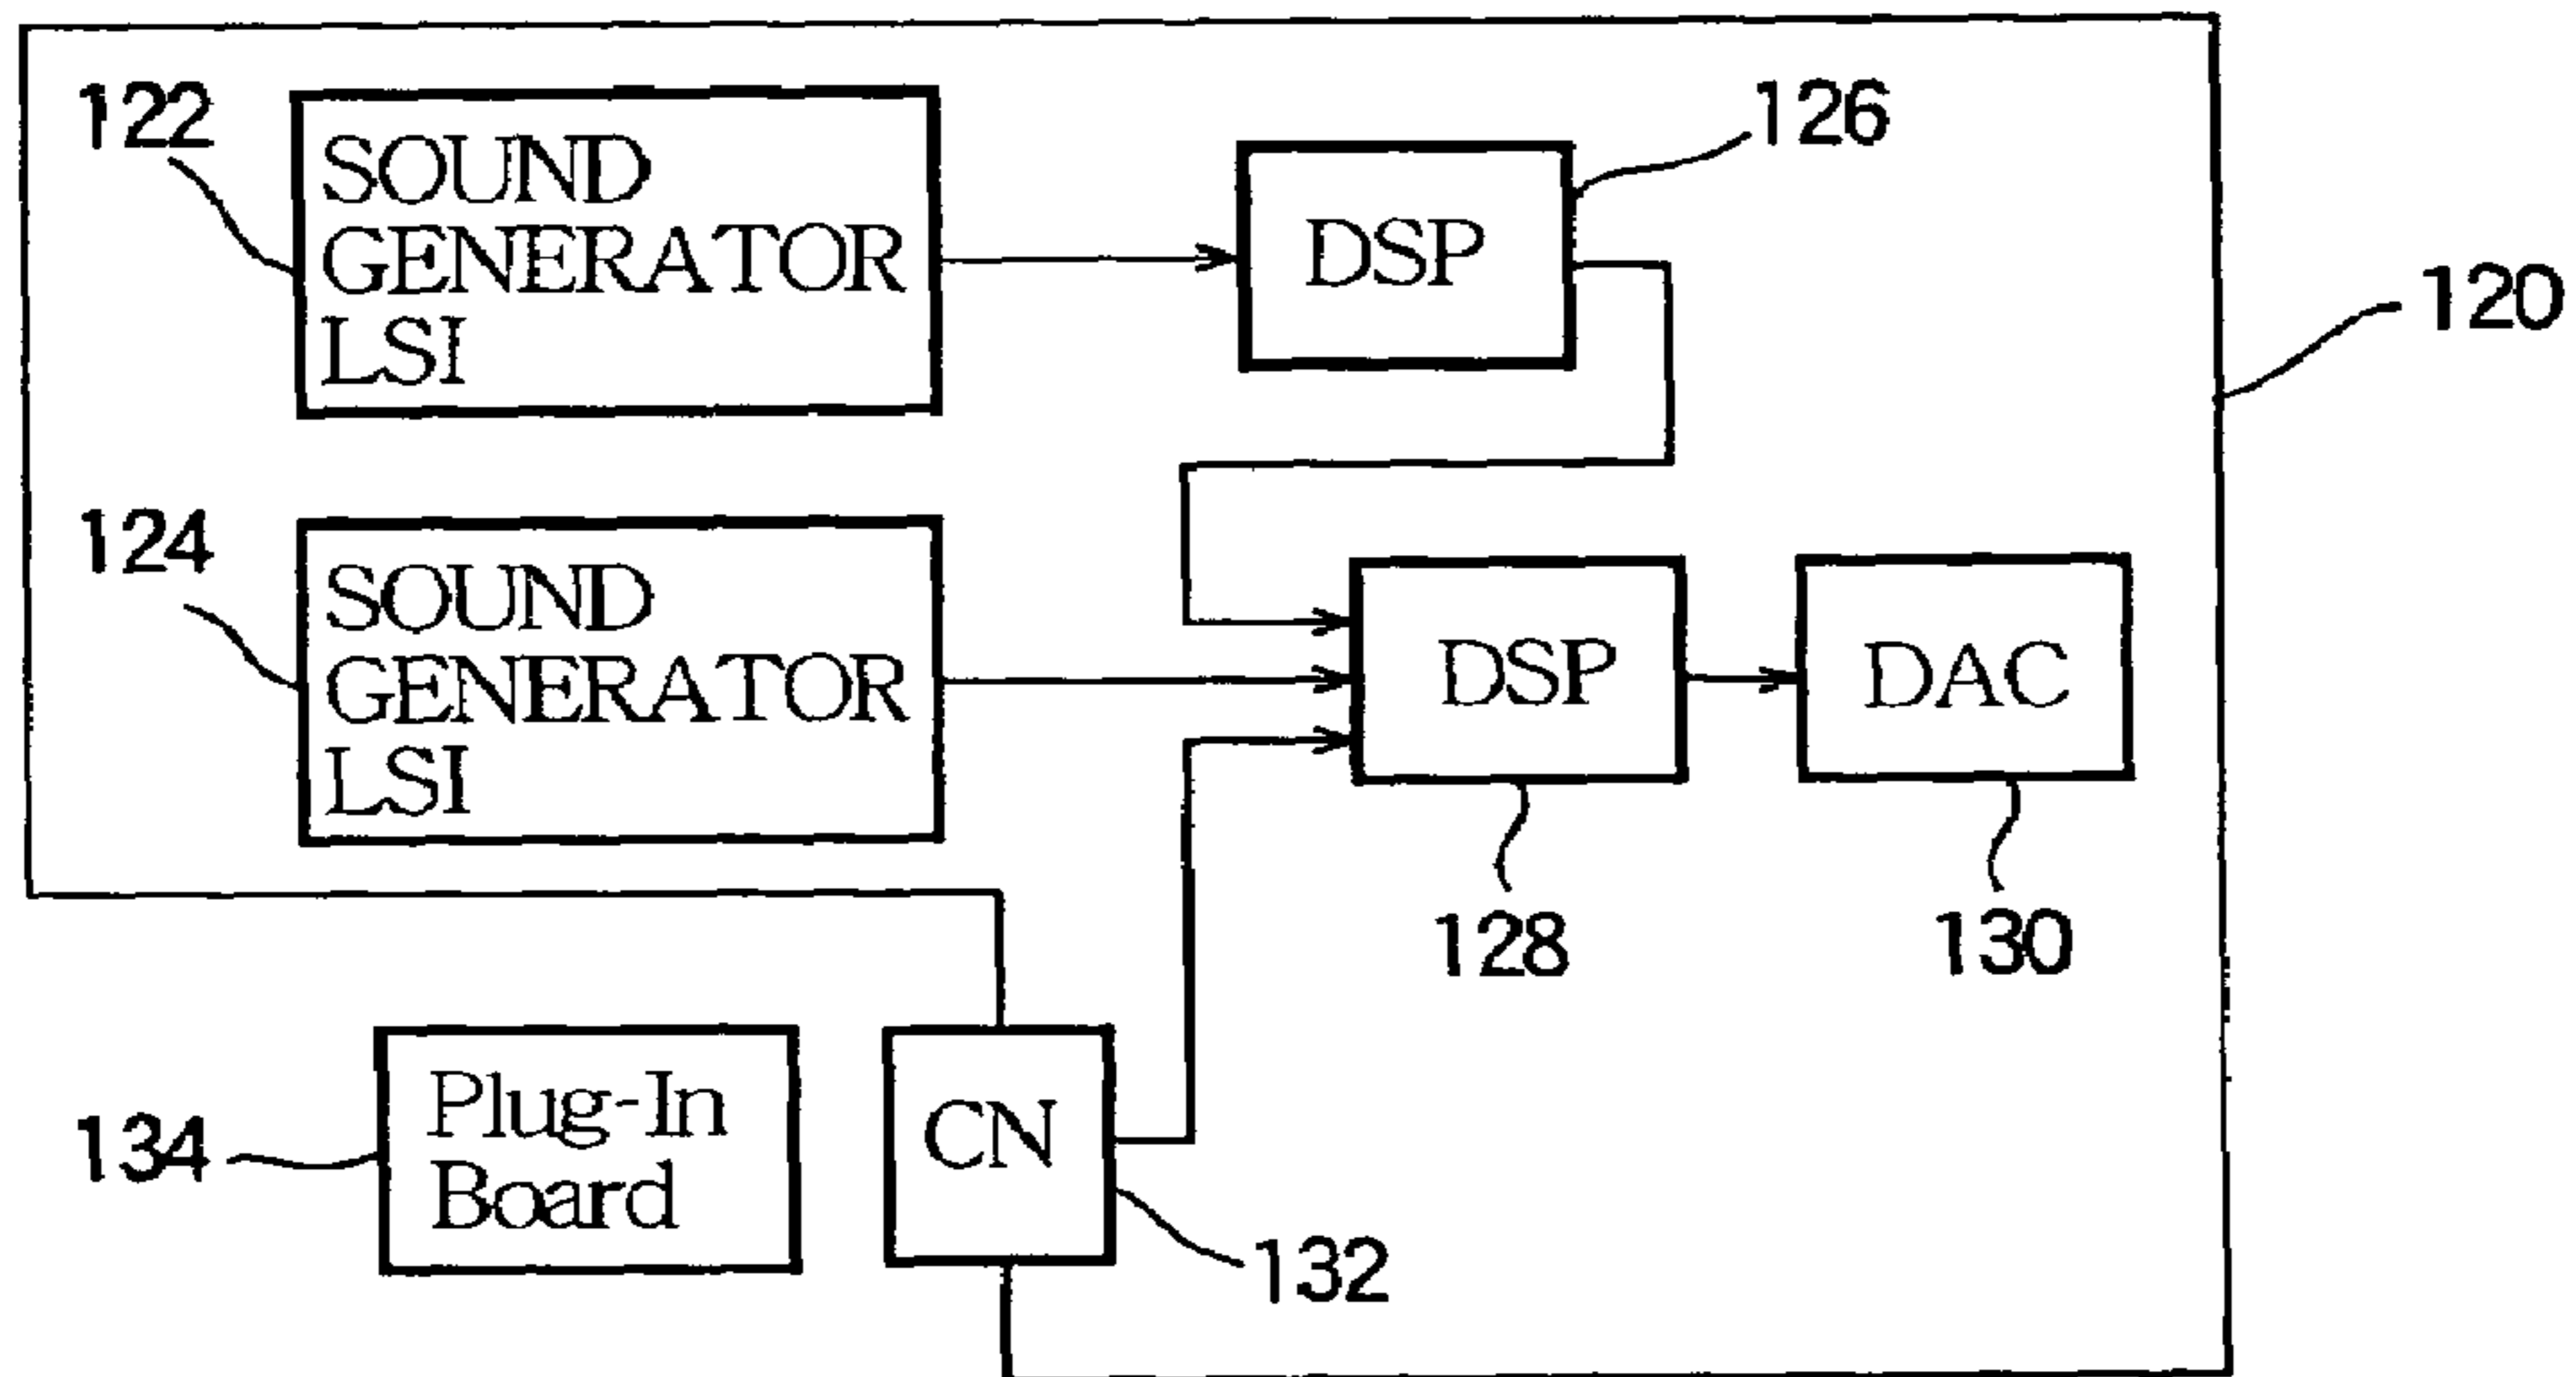 122
SOUND
GENERATOR
LSI
DSP
126
120
124
SOUND
GENERATOR
LSI
DSP
DAC
128
130
134
Plug-In
Board
CN
132